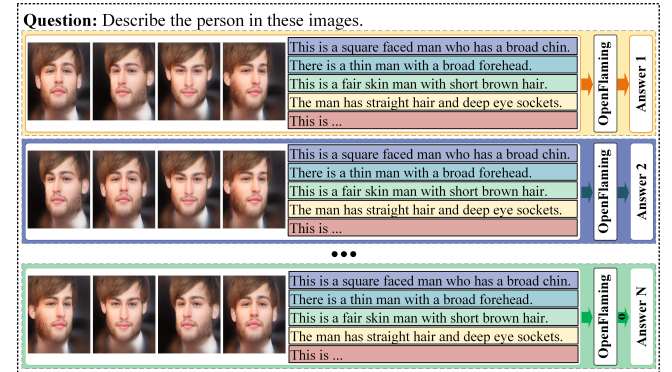 Question: Describe the person in these images.
This is a square faced man who has a broad chin.
There is a thin man with a broad forehead.
This is a fair skin man with short brown hair.
The man has straight hair and deep eye sockets.
This is ...
OpenFlaming
Answer 1
This is a square faced man who has a broad chin.
There is a thin man with a broad forehead.
This is a fair skin man with short brown hair.
The man has straight hair and deep eye sockets.
This is ...
OpenFlaming
Answer 2
•••
This is a square faced man who has a broad chin.
There is a thin man with a broad forehead.
This is a fair skin man with short brown hair.
The man has straight hair and deep eye sockets.
This is ...
OpenFlaming
o
Answer N